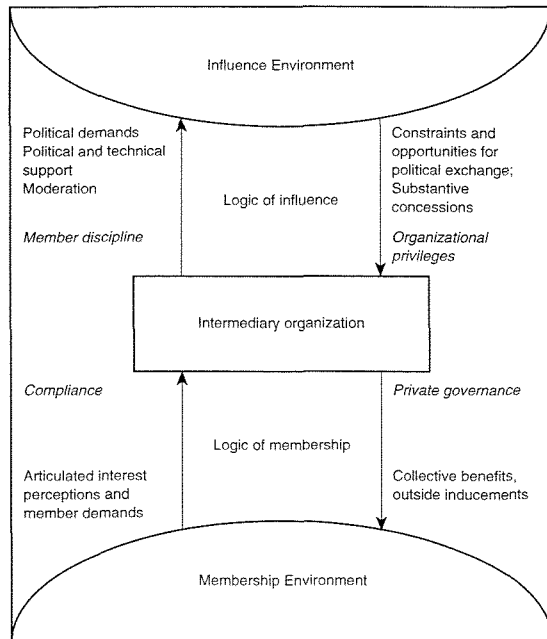 Influence Environment
Political demands
Political and technical
support
Moderation
Member discipline
Logic of influence
Constraints and
opportunities for
political exchange;
Substantive
concessions
Organizational
privileges
Intermediary organization
Compliance
Articulated interest
perceptions and
member demands
Logic of membership
Private governance
Collective benefits,
outside inducements
Membership Environment